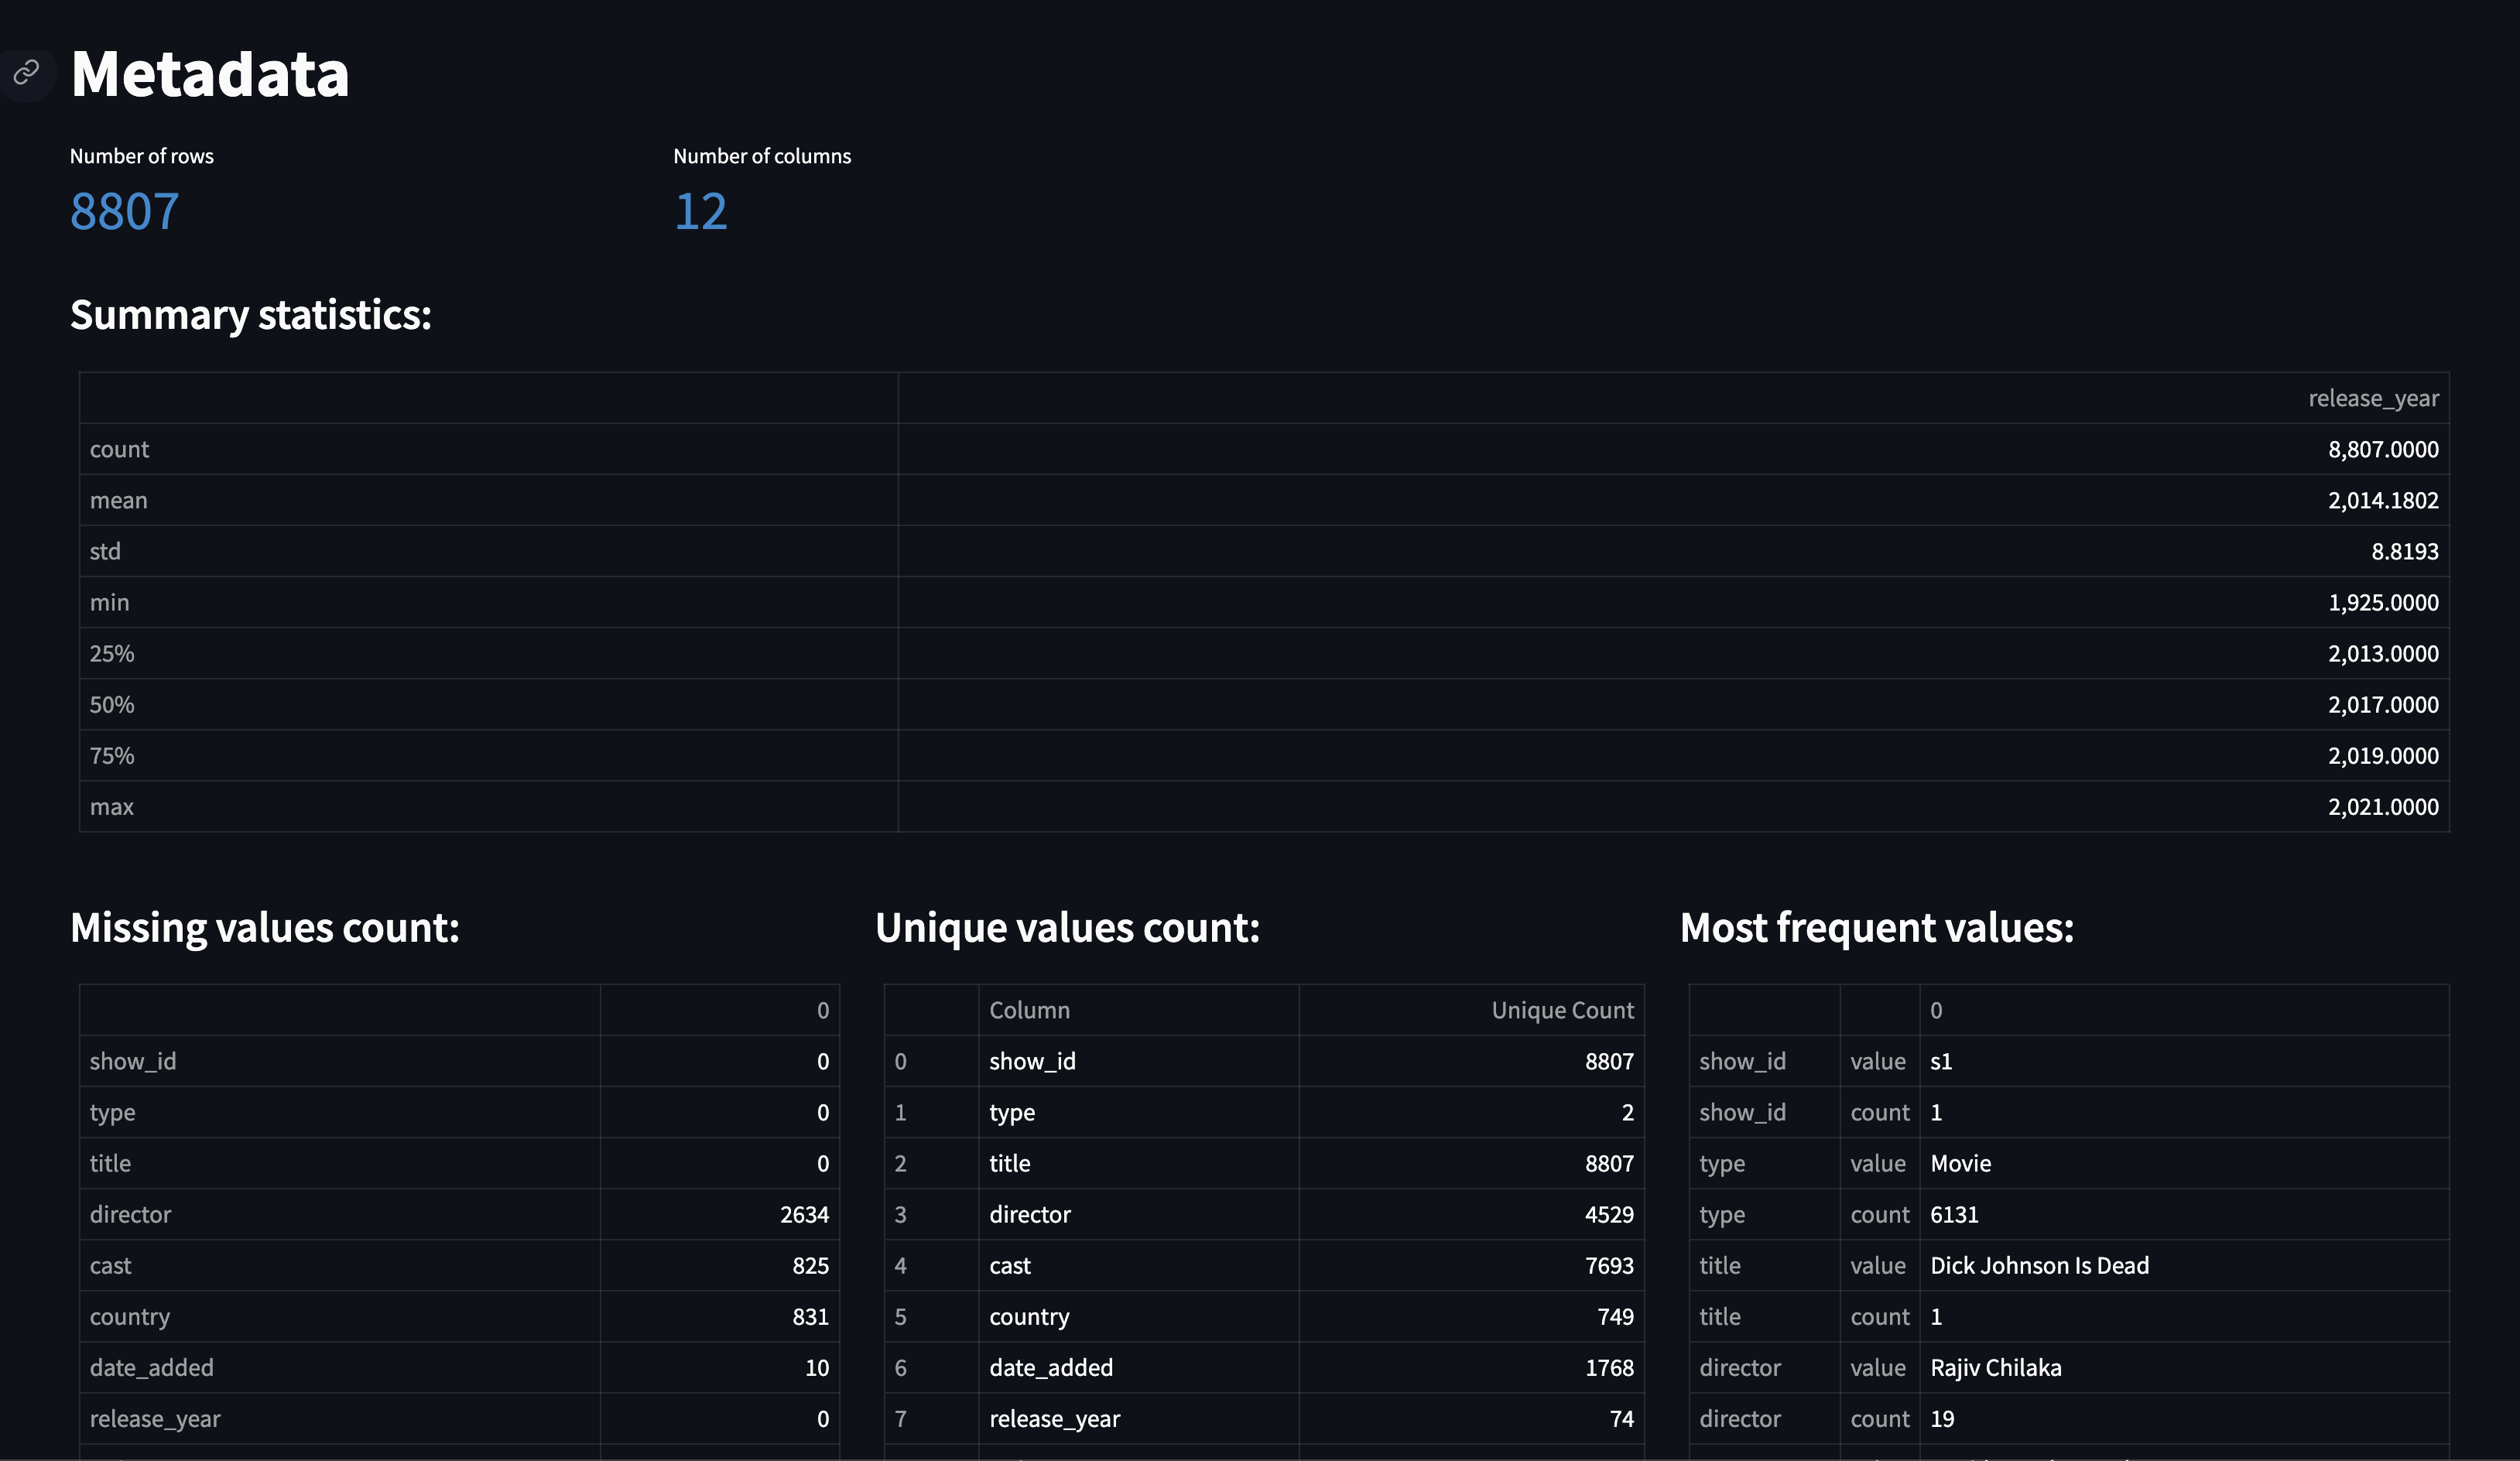 Metadata
Number of rows
Number of columns
8807
12
Summary statistics:
release_year
count 8,807.0000
mean 2,014.1802
std 8.8193
min 1,925.0000
25% 2,013.0000
50% 2,017.0000
75% 2,019.0000
max 2,021.0000
Missing values count:
0
show_id 0
type 0
title 0
director 2634
cast 825
country 831
date_added 10
release_year 0
Unique values count:
Column Unique Count
0 show_id 8807
1 type 2
2 title 8807
3 director 4529
4 cast 7693
5 country 749
6 date_added 1768
7 release_year 74
Most frequent values:
0
show_id value s1
show_id count 1
type value Movie
type count 6131
title value Dick Johnson Is Dead
title count 1
director value Rajiv Chilaka
director count 19